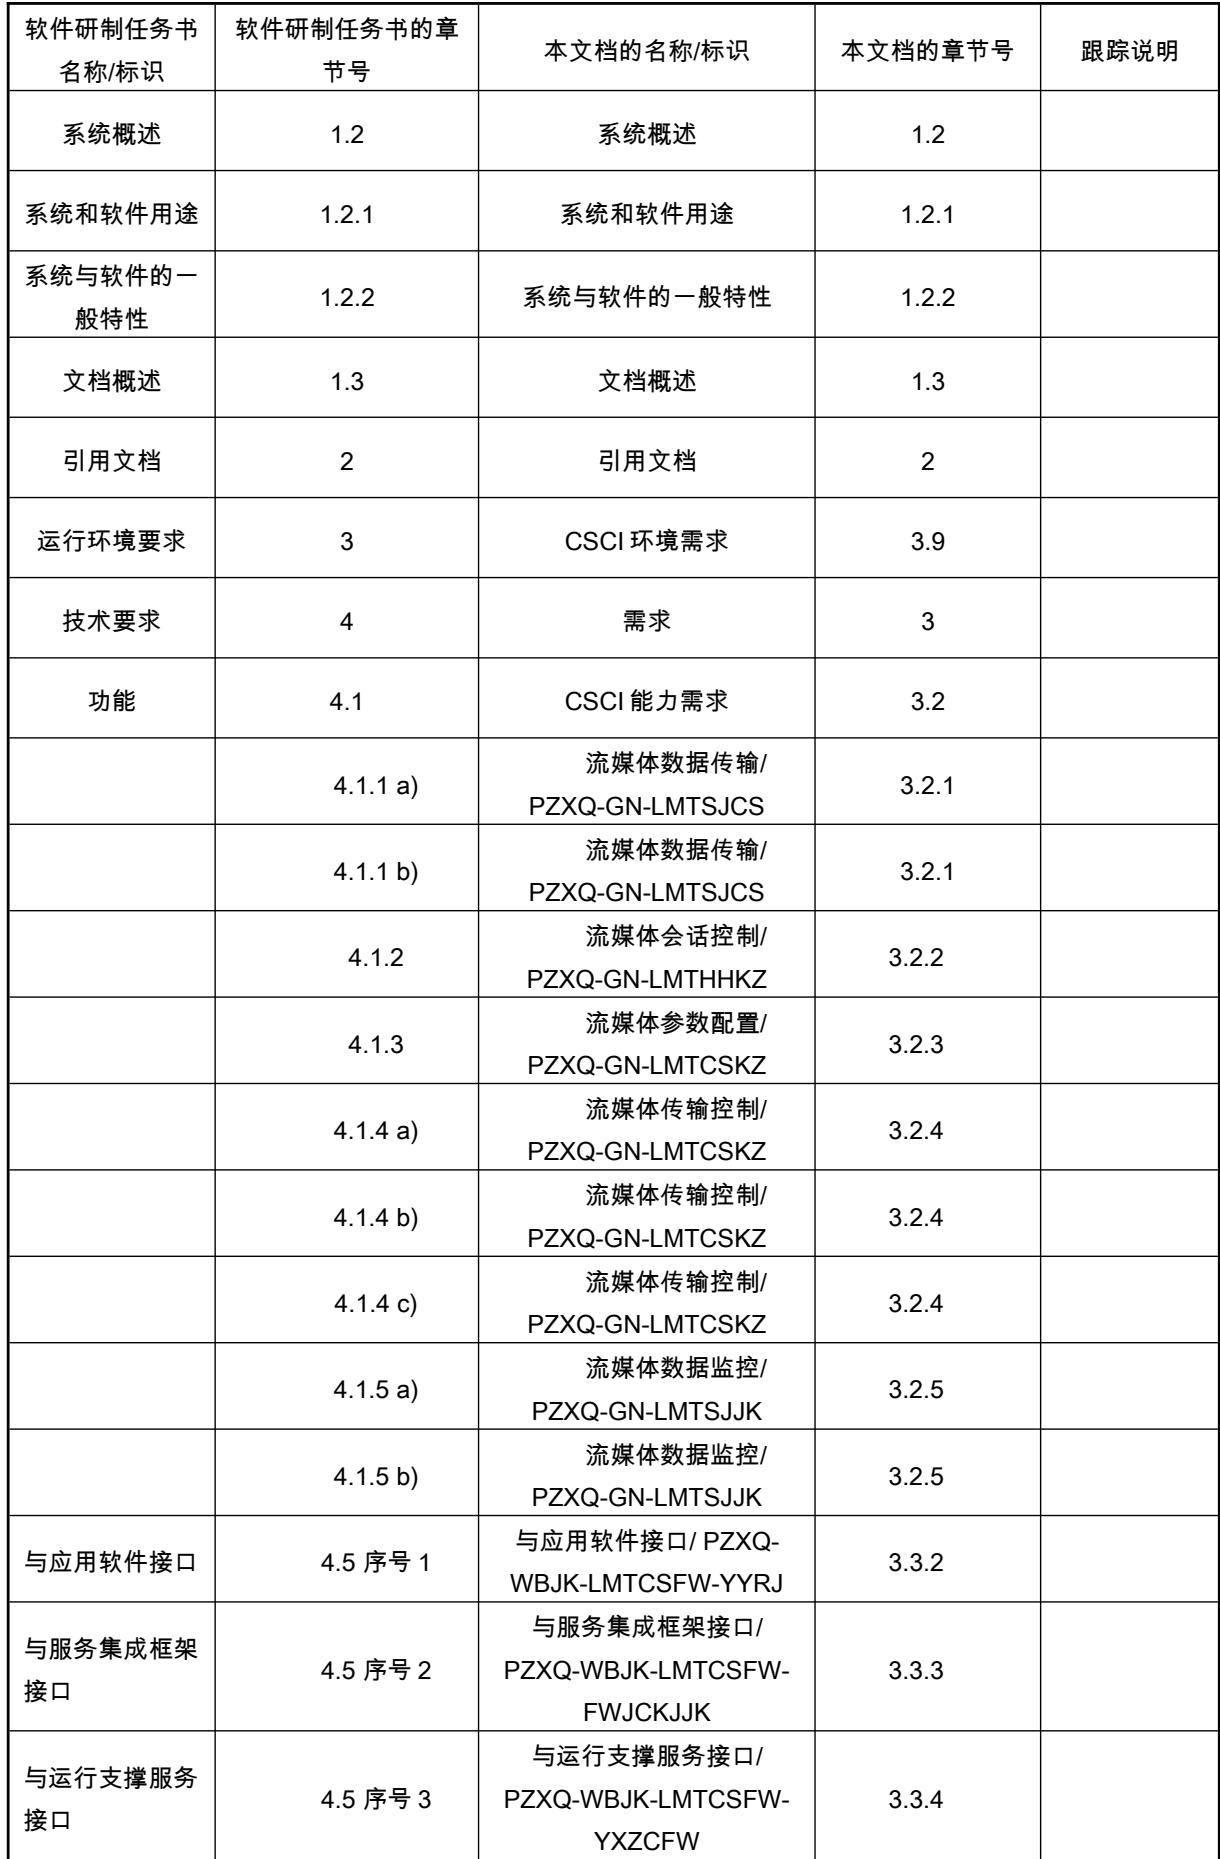 软件研制任务书
名称/标识
软件研制任务书的章
节号
本文档的名称/标识
本文档的章节号
跟踪说明
系统概述
1.2
系统概述
1.2
系统和软件用途
1.2.1
系统和软件用途
1.2.1
系统与软件的一
般特性
1.2.2
系统与软件的一般特性
1.2.2
文档概述
1.3
文档概述
1.3
引用文档
2
引用文档
2
运行环境要求
3
CSCI 环境需求
3.9
技术要求
4
需求
3
功能
4.1
CSCI 能力需求
3.2
4.1.1 a)
流媒体数据传输/
PZXQ-GN-LMTSJCS
3.2.1
4.1.1 b)
流媒体数据传输/
PZXQ-GN-LMTSJCS
3.2.1
4.1.2
流媒体会话控制/
PZXQ-GN-LMTHHKZ
3.2.2
4.1.3
流媒体参数配置/
PZXQ-GN-LMTCSKZ
3.2.3
4.1.4 a)
流媒体传输控制/
PZXQ-GN-LMTCSKZ
3.2.4
4.1.4 b)
流媒体传输控制/
PZXQ-GN-LMTCSKZ
3.2.4
4.1.4 c)
流媒体传输控制/
PZXQ-GN-LMTCSKZ
3.2.4
4.1.5 a)
流媒体数据监控/
PZXQ-GN-LMTSJJK
3.2.5
4.1.5 b)
流媒体数据监控/
PZXQ-GN-LMTSJJK
3.2.5
与应用软件接口
4.5 序号 1
与应用软件接口/ PZXQ-
WBJK-LMTCSFW-YYRJ
3.3.2
与服务集成框架
接口
4.5 序号 2
与服务集成框架接口/
PZXQ-WBJK-LMTCSFW-
FWJCKJJK
3.3.3
与运行支撑服务
接口
4.5 序号 3
与运行支撑服务接口/
PZXQ-WBJK-LMTCSFW-
YXZCFW
3.3.4